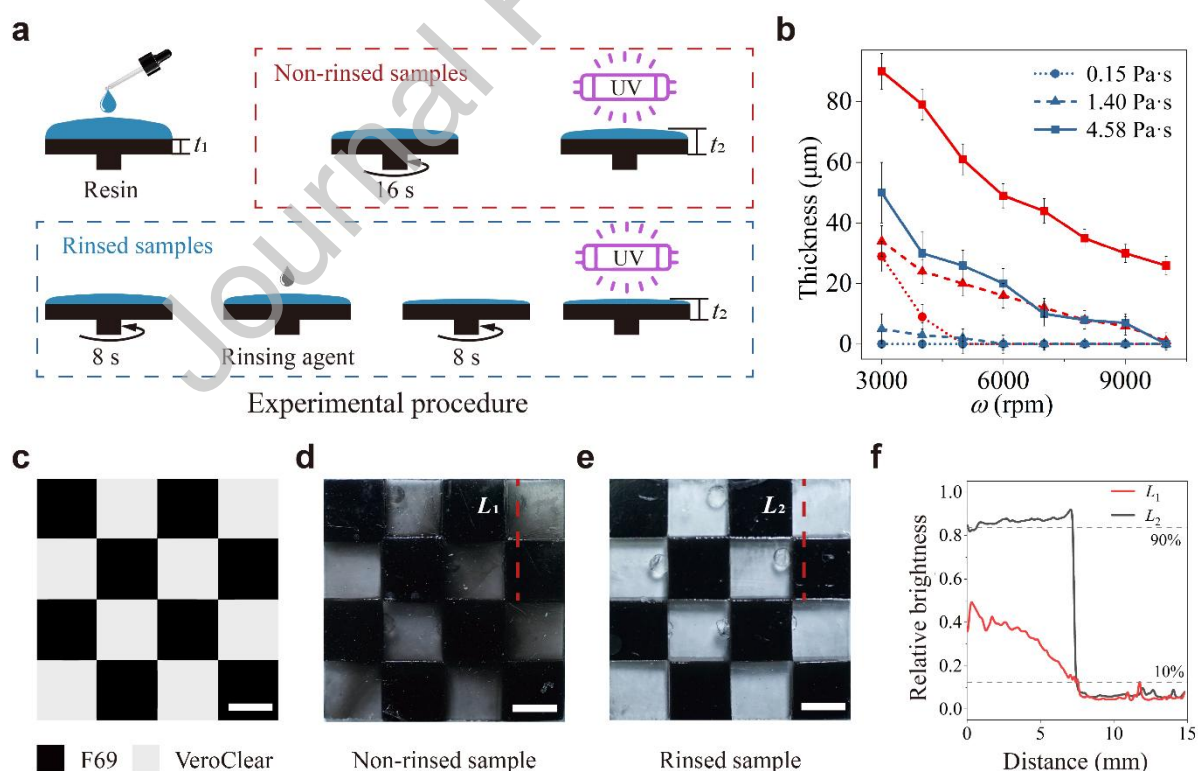 a
Non-rinsed samples
UV
t₁
t₂
Resin
16 s
Rinsed samples
UV
t₂
8 s
Rinsing agent
8 s
Experimental procedure
b
0.15 Pa·s
1.40 Pa·s
4.58 Pa·s
Thickness (μm)
80
60
40
20
0
3000 6000 9000
ω (rpm)
c
F69 VeroClear
d
L₁
Non-rinsed sample
e
L₂
Rinsed sample
f
L₁
L₂
Relative brightness
1.0
0.8
0.6
0.4
0.2
0.0
90%
10%
0 5 10 15
Distance (mm)
Journal P